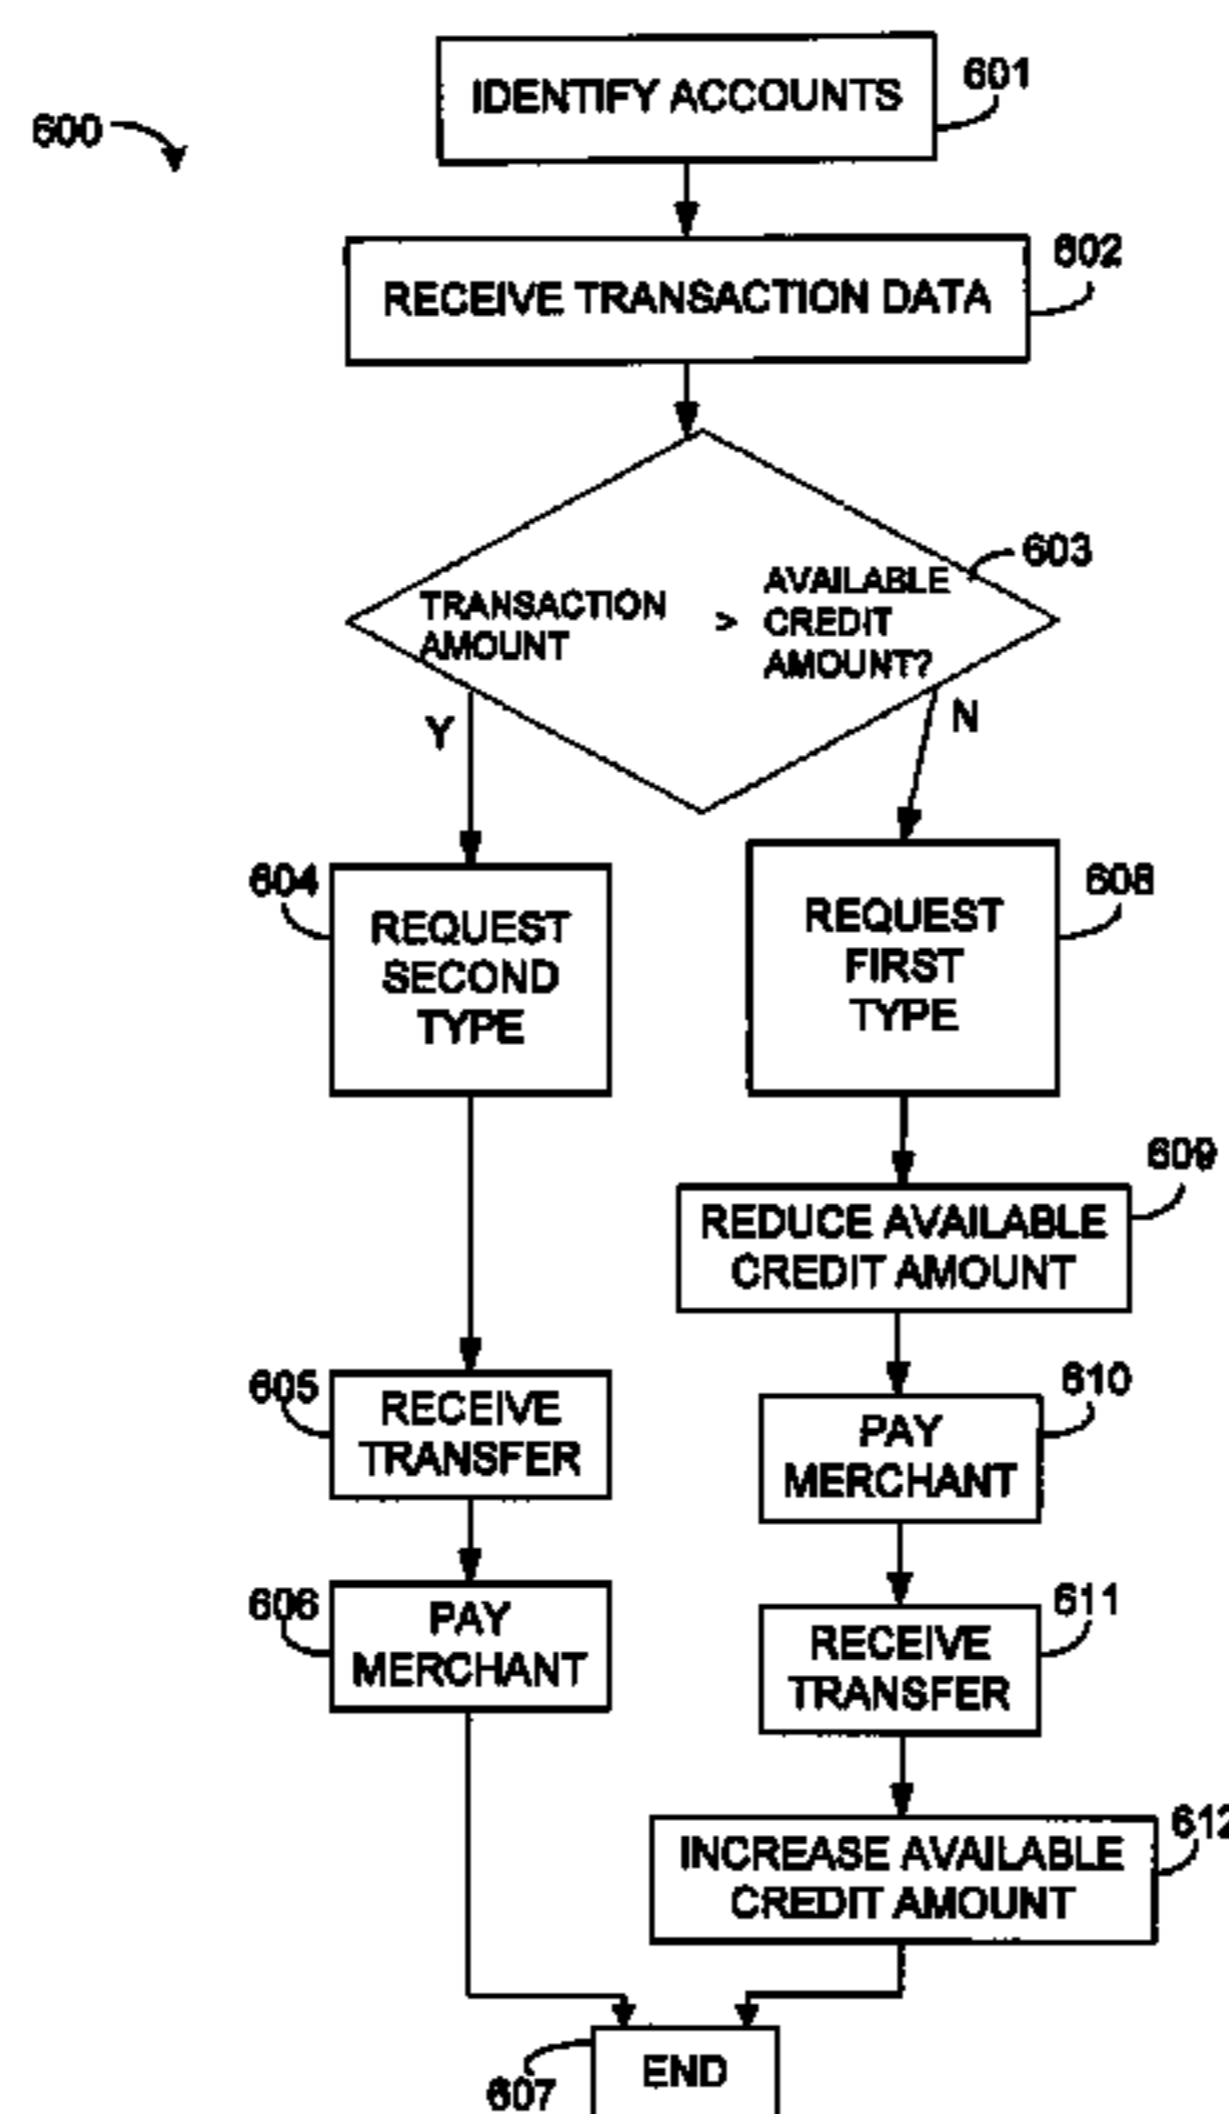 IDENTIFY ACCOUNTS
601
600
RECEIVE TRANSACTION DATA
602
603
TRANSACTION
AMOUNT
>
AVAILABLE
CREDIT
AMOUNT?
Y
N
604
REQUEST
SECOND
TYPE
REQUEST
FIRST
TYPE
608
609
REDUCE AVAILABLE
CREDIT AMOUNT
605
RECEIVE
TRANSFER
610
PAY
MERCHANT
606
PAY
MERCHANT
611
RECEIVE
TRANSFER
612
INCREASE AVAILABLE
CREDIT AMOUNT
END
607